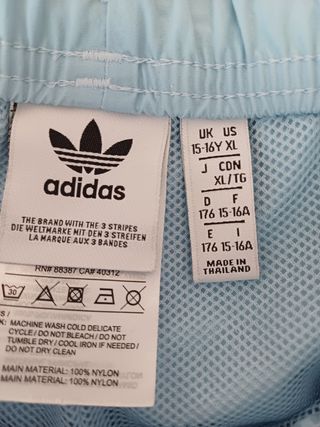 adidas
THE BRAND WITH THE 3 STRIPES
DIE WELTMARKE MIT DEN 3 STREIFEN
LA MARQUE AUX 3 BANDES
RN# 88387 CA# 40312
30
K: MACHINE WASH COLD DELICATE
CYCLE / DO NOT BLEACH / DO NOT
TUMBLE DRY / COOL IRON IF NEEDED /
DO NOT DRY CLEAN
MAIN MATERIAL: 100% NYLON
MAIN MATERIAL: 100% NYLON
UK US
15-16Y XL
J CDN
XL/TG
D F
176 15-16A
E I
176 15-16A
MADE IN
THAILAND